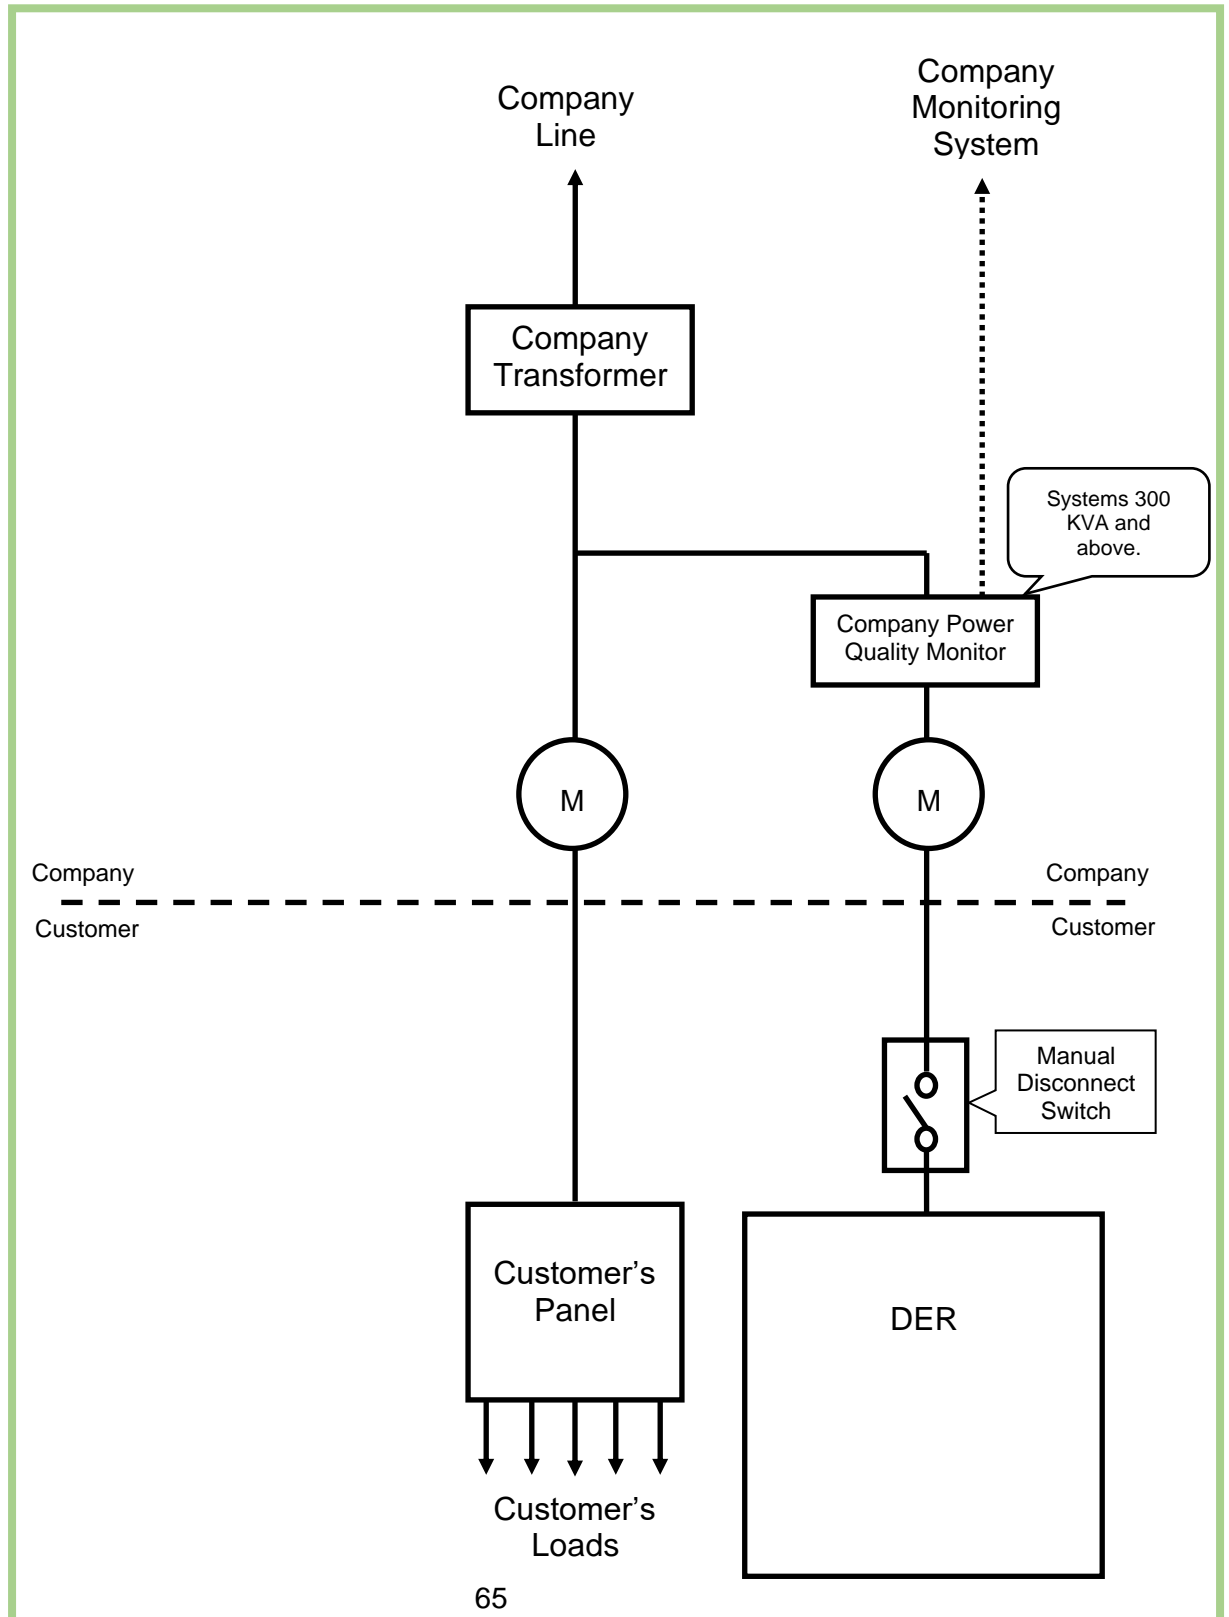 Company
Line
Company
Monitoring
System
Company
Transformer
Systems 300
KVA and
above.
Company Power
Quality Monitor
M
M
Company
Company
Customer
Customer
Manual
Disconnect
Switch
Customer’s
Panel
DER
Customer’s
Loads
65